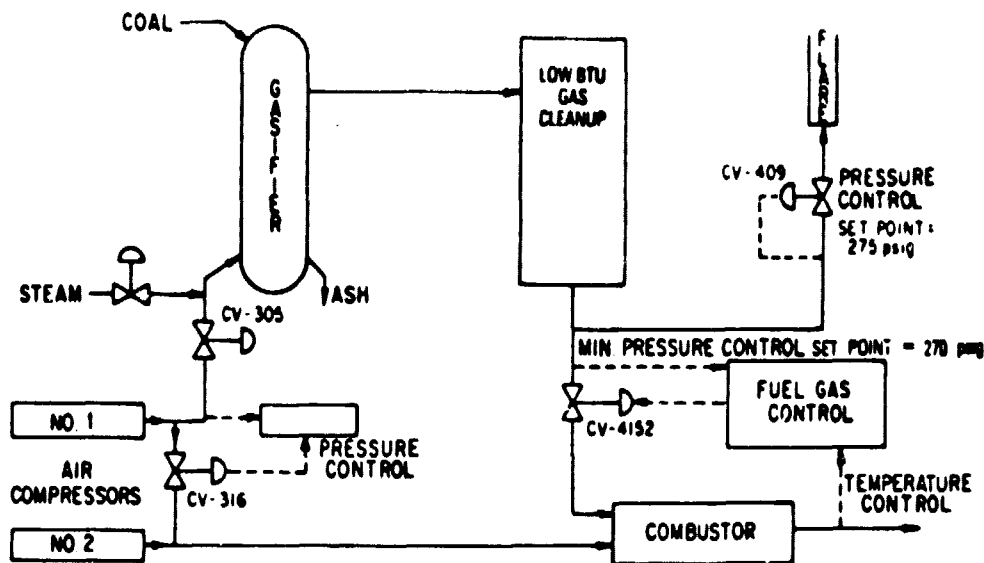 COAL
GASIFIER
LOW BTU
GAS
CLEANUP
FLARE
CV-409
PRESSURE
CONTROL
SET POINT =
275 psig
STEAM
ASH
CV-305
MIN. PRESSURE CONTROL SET POINT = 270 psig
FUEL GAS
CONTROL
CV-4152
NO. 1
PRESSURE
CONTROL
AIR
COMPRESSORS
CV-316
TEMPERATURE
CONTROL
NO. 2
COMBUSTOR